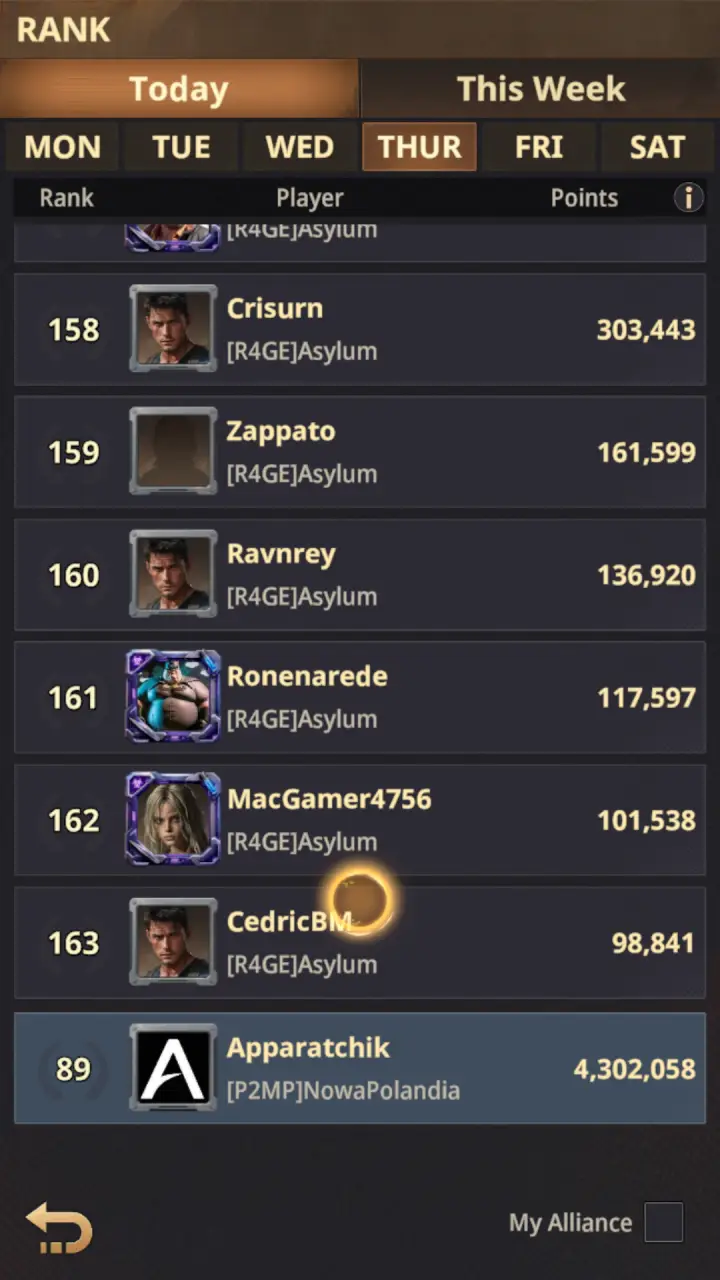 RANK
Today
This Week
MON TUE WED THUR FRI SAT
Rank Player Points i
[R4GE]Asylum
158 Crisurn 303,443
[R4GE]Asylum
159 Zappato 161,599
[R4GE]Asylum
160 Ravnrey 136,920
[R4GE]Asylum
161 Ronenarede 117,597
[R4GE]Asylum
162 MacGamer4756 101,538
[R4GE]Asylum
163 CedricBM 98,841
[R4GE]Asylum
89 Apparatchik 4,302,058
[P2MP]NowaPolandia
My Alliance